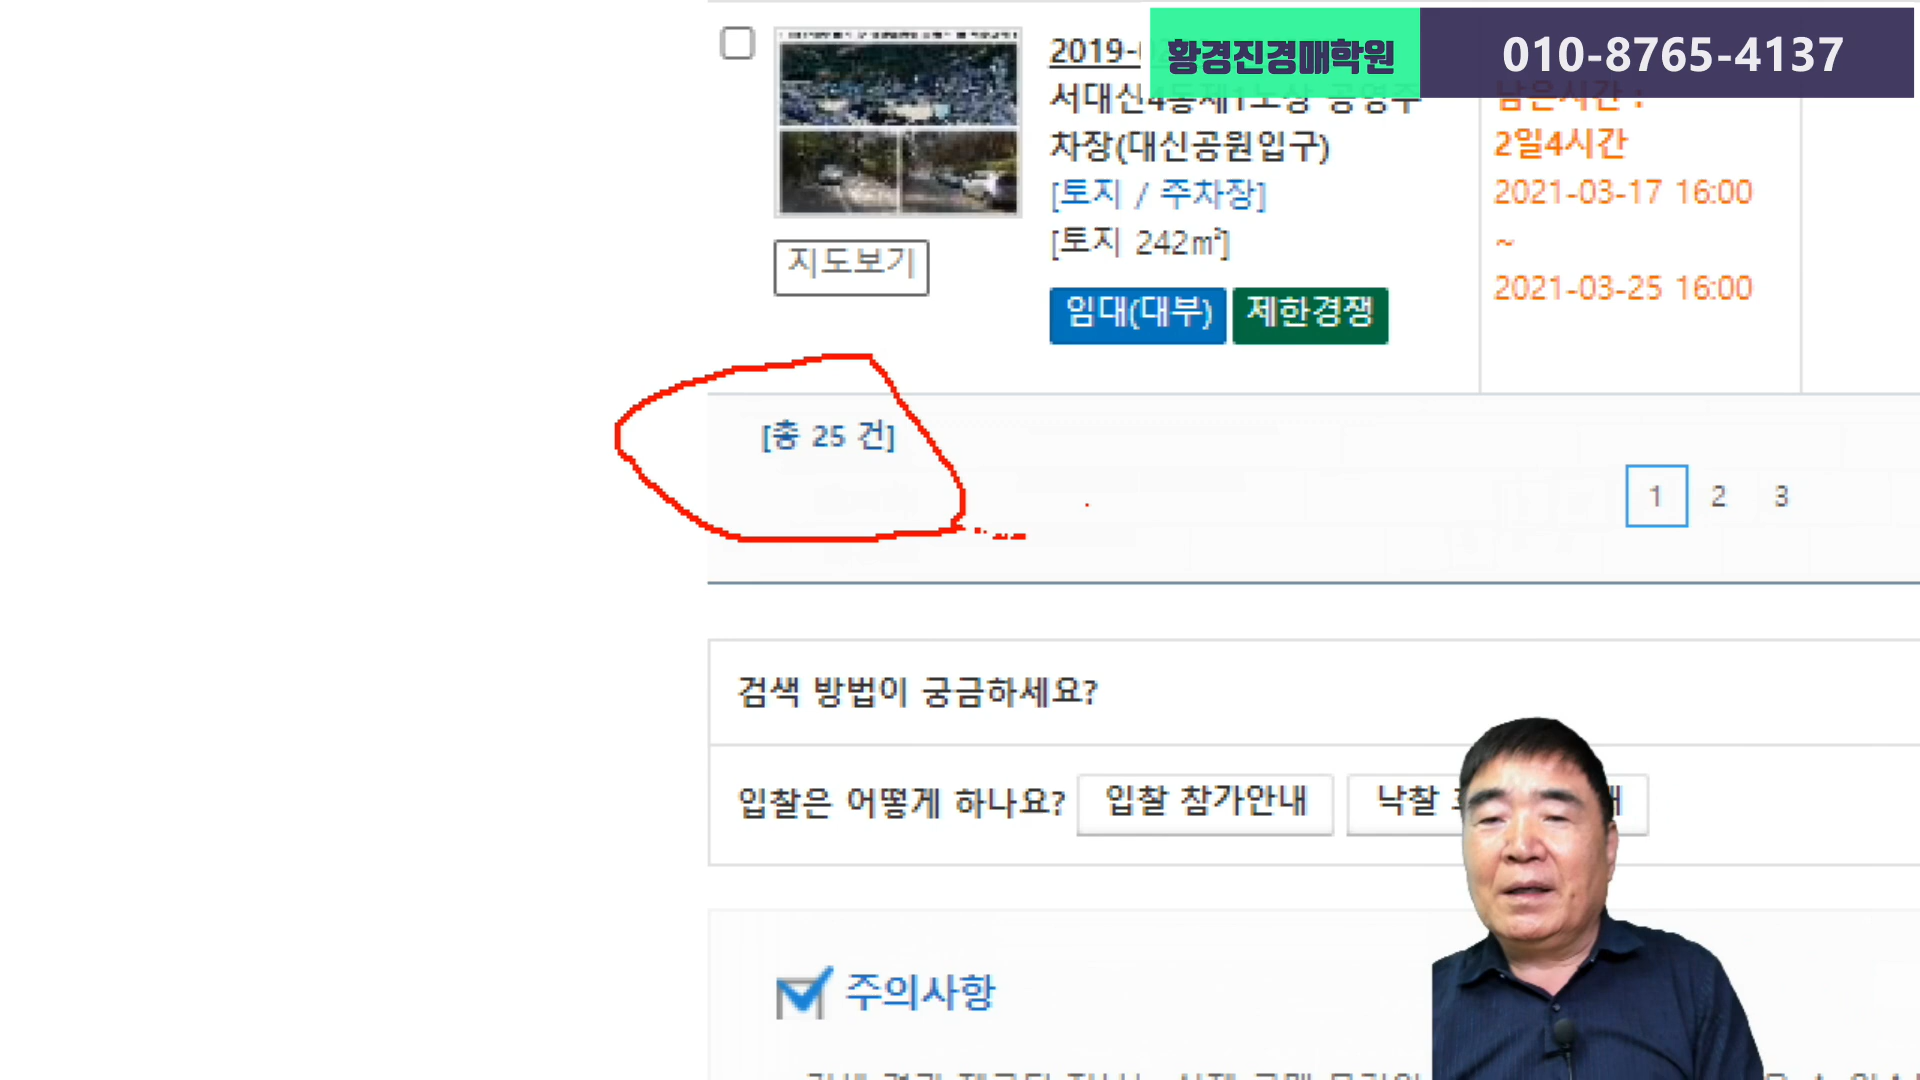 황경진경매학원 010-8765-4137
2019-
서대신4동제1노상 공영주
차장(대신공원입구)
[토지 / 주차장]
[토지 242㎡]
지도보기
임대(대부) 제한경쟁
남은시간 :
2일4시간
2021-03-17 16:00
~
2021-03-25 16:00
[총 25 건]
1 2 3
검색 방법이 궁금하세요?
입찰은 어떻게 하나요? 입찰 참가안내 낙찰
주의사항